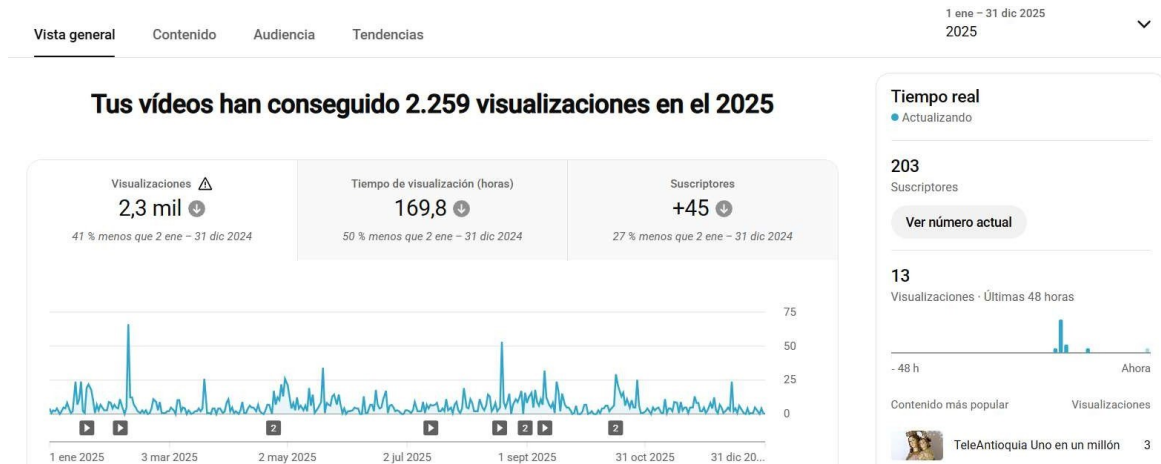 Vista general Contenido Audiencia Tendencias
1 ene – 31 dic 2025
2025
Tus vídeos han conseguido 2.259 visualizaciones en el 2025
Visualizaciones
2,3 mil
41 % menos que 2 ene – 31 dic 2024
Tiempo de visualización (horas)
169,8
50 % menos que 2 ene – 31 dic 2024
Suscriptores
+45
27 % menos que 2 ene – 31 dic 2024
75
50
25
0
2 2 2
1 ene 2025 3 mar 2025 2 may 2025 2 jul 2025 1 sept 2025 31 oct 2025 31 dic 20...
Tiempo real
Actualizando
203
Suscriptores
Ver número actual
13
Visualizaciones · Últimas 48 horas
- 48 h Ahora
Contenido más popular Visualizaciones
TeleAntioquia Uno en un millón 3